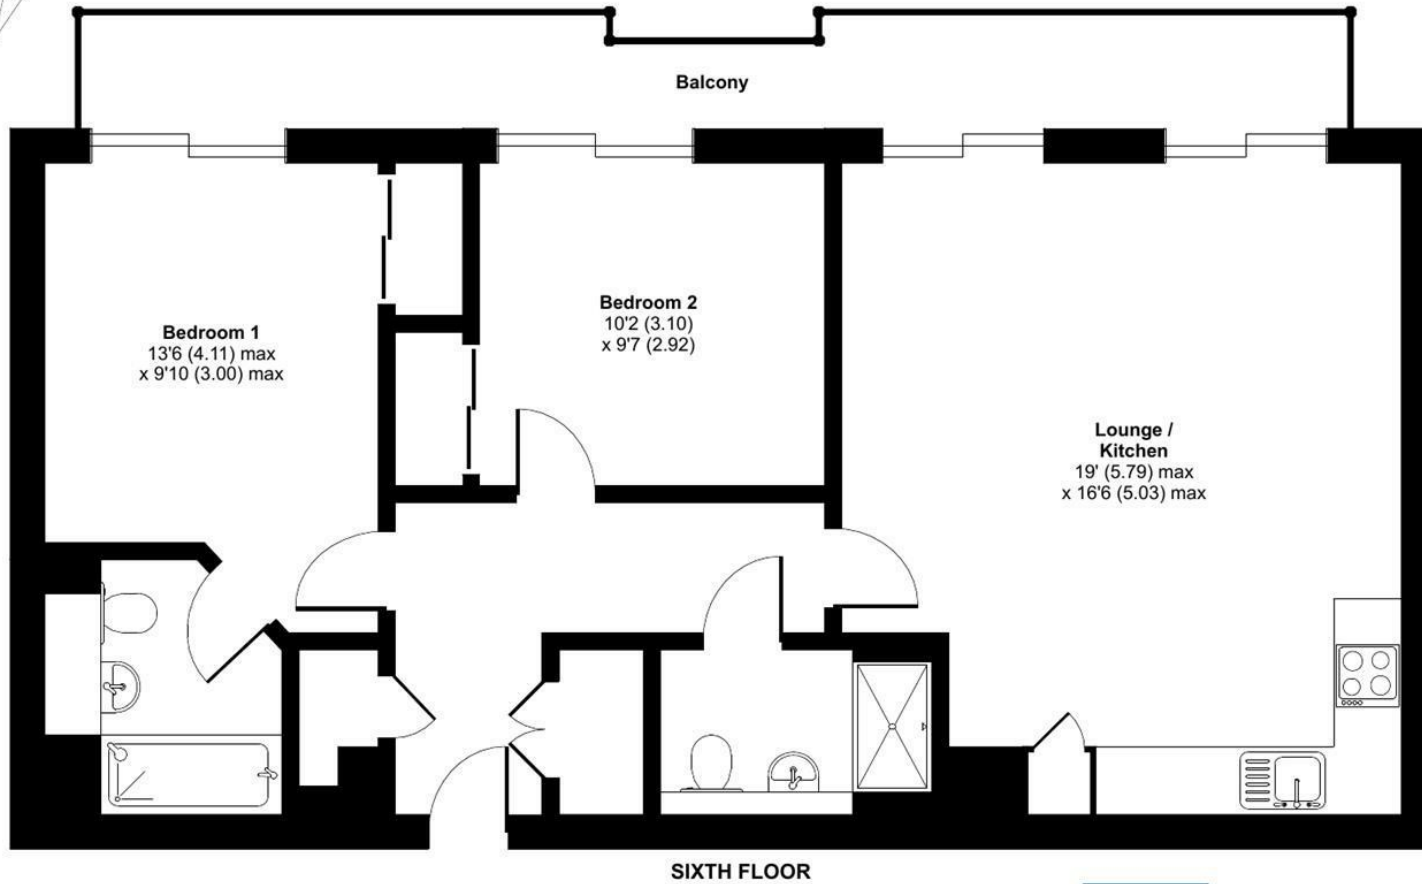 Balcony
Bedroom 1
13'6 (4.11) max
x 9'10 (3.00) max
Bedroom 2
10'2 (3.10)
x 9'7 (2.92)
Lounge /
Kitchen
19' (5.79) max
x 16'6 (5.03) max
SIXTH FLOOR